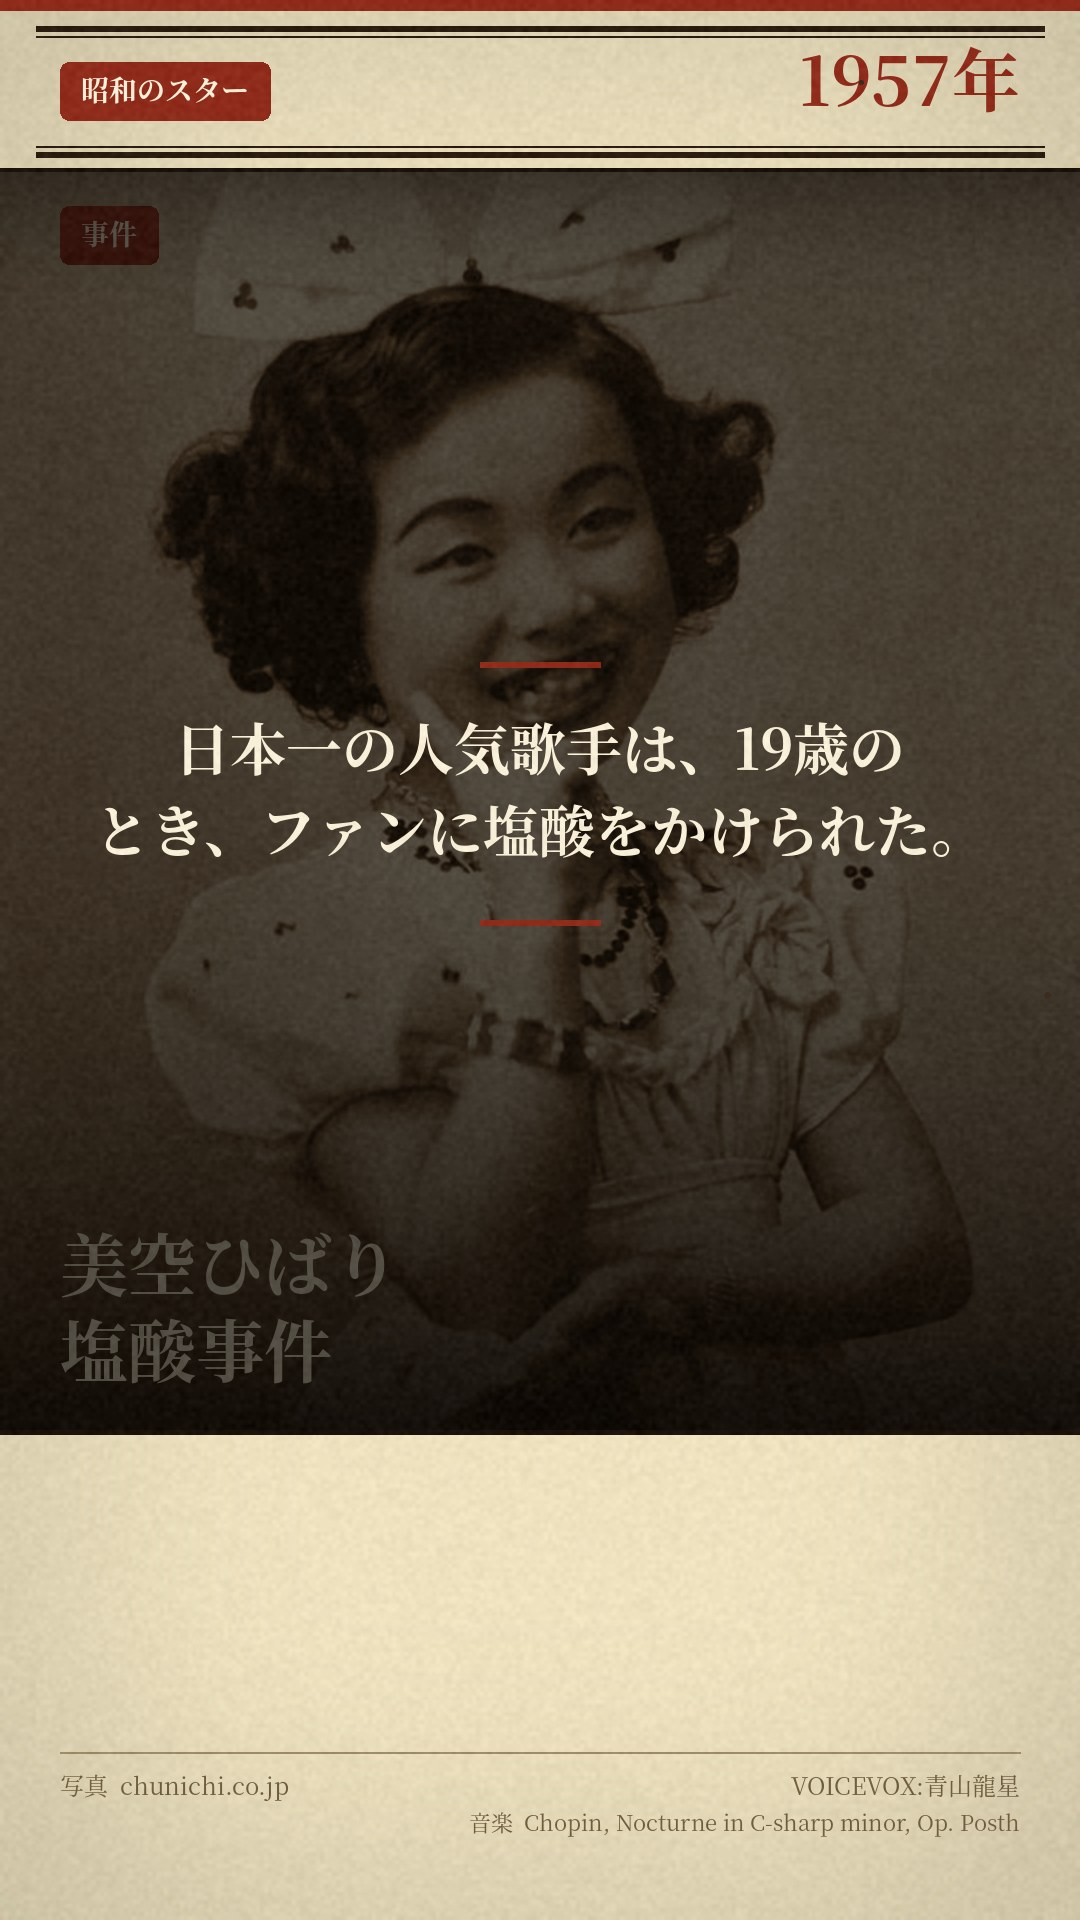 昭和のスター
1957年
事件
日本一の人気歌手は、19歳の
とき、ファンに塩酸をかけられた。
美空ひばり
塩酸事件
写真 chunichi.co.jp
VOICEVOX:青山龍星
音楽 Chopin, Nocturne in C-sharp minor, Op. Posth